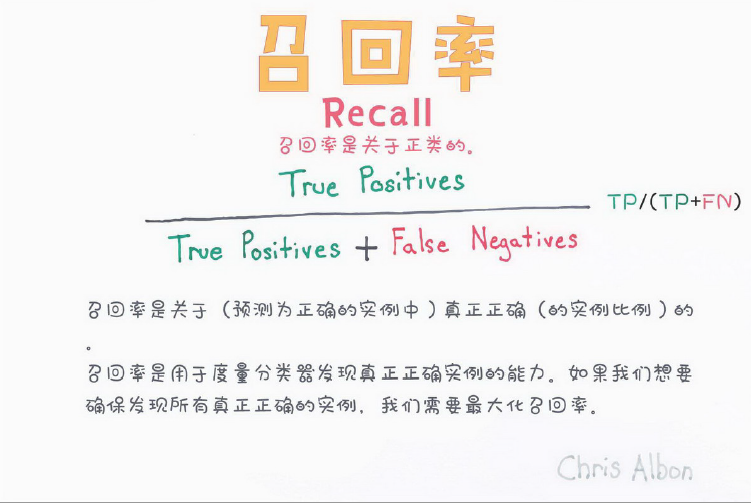 召回率
Recall
召回率是关于正类的。
True Positives
TP/(TP+FN)
True Positives + False Negatives
召回率是关于（预测为正确的实例中）真正正确（的实例比例）的
。
召回率是用于度量分类器发现真正正确实例的能力。如果我们想要
确保发现所有真正正确的实例，我们需要最大化召回率。
Chris Albon